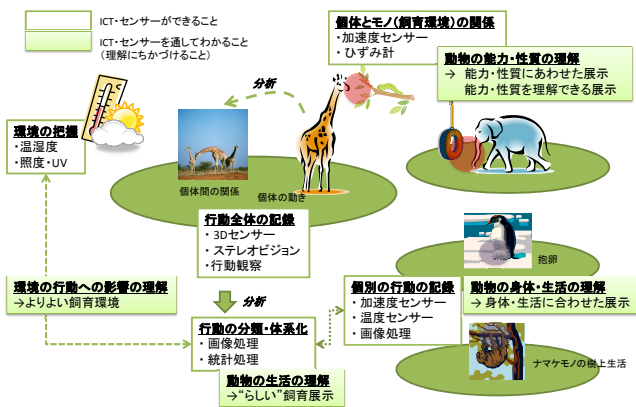 ICT・センサーができること
ICT・センサーを通してわかること
（理解にちかづけること）
個体とモノ（飼育環境）の関係
・加速度センサー
・ひずみ計
動物の能力・性質の理解
→ 能力・性質にあわせた展示
能力・性質を理解できる展示
分析
環境の把握
・温湿度
・照度・UV
個体間の関係
個体の動き
行動全体の記録
・3Dセンサー
・ステレオビジョン
・行動観察
抱卵
環境の行動への影響の理解
→よりよい飼育環境
分析
個別の行動の記録
・加速度センサー
・温度センサー
・画像処理
動物の身体・生活の理解
→ 身体・生活に合わせた展示
行動の分類・体系化
・画像処理
・統計処理
動物の生活の理解
→“らしい”飼育展示
ナマケモノの樹上生活